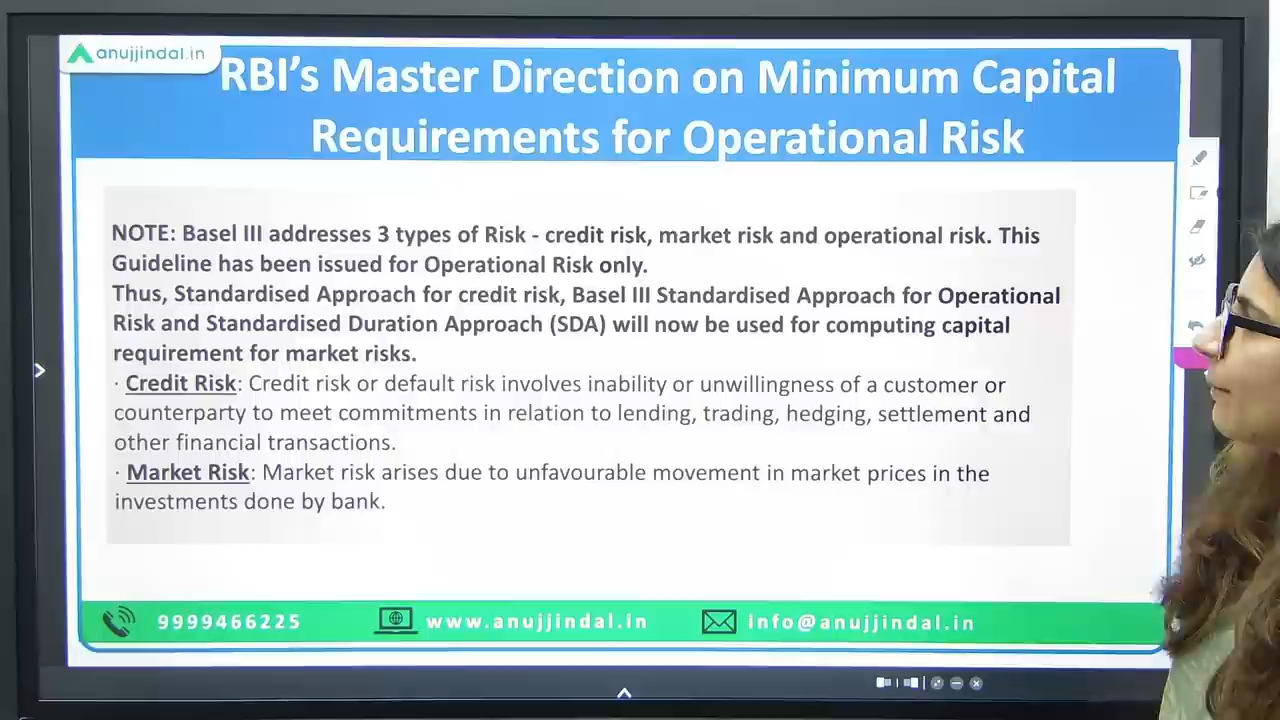 anujjindal.in
RBI's Master Direction on Minimum Capital
Requirements for Operational Risk
NOTE: Basel III addresses 3 types of Risk - credit risk, market risk and operational risk. This
Guideline has been issued for Operational Risk only.
Thus, Standardised Approach for credit risk, Basel III Standardised Approach for Operational
Risk and Standardised Duration Approach (SDA) will now be used for computing capital
requirement for market risks.
· Credit Risk: Credit risk or default risk involves inability or unwillingness of a customer or
counterparty to meet commitments in relation to lending, trading, hedging, settlement and
other financial transactions.
· Market Risk: Market risk arises due to unfavourable movement in market prices in the
investments done by bank.
9999466225 www.anujjindal.in info@anujjindal.in